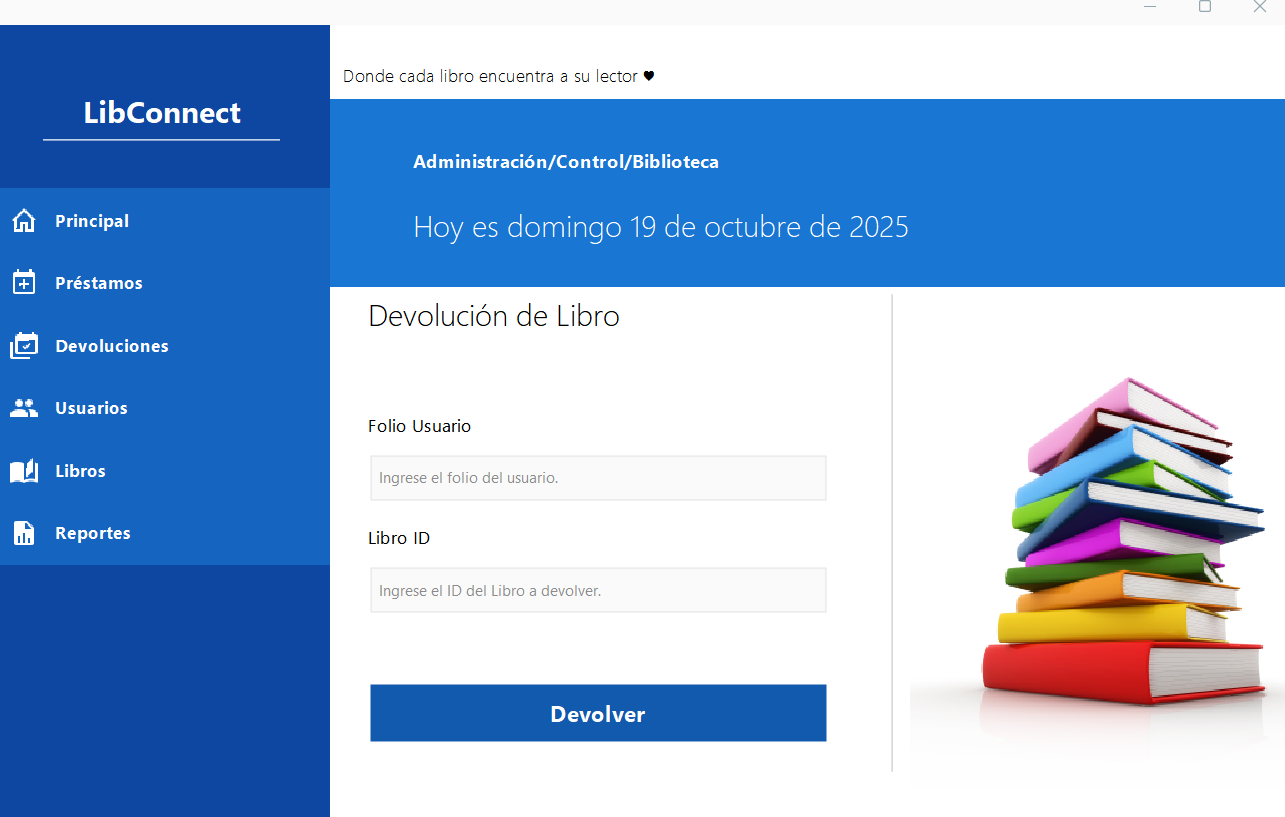 Donde cada libro encuentra a su lector ♥
LibConnect
Administración/Control/Biblioteca
Hoy es domingo 19 de octubre de 2025
Principal
Préstamos
Devoluciones
Usuarios
Libros
Reportes
Devolución de Libro
Folio Usuario
Ingrese el folio del usuario.
Libro ID
Ingrese el ID del Libro a devolver.
Devolver